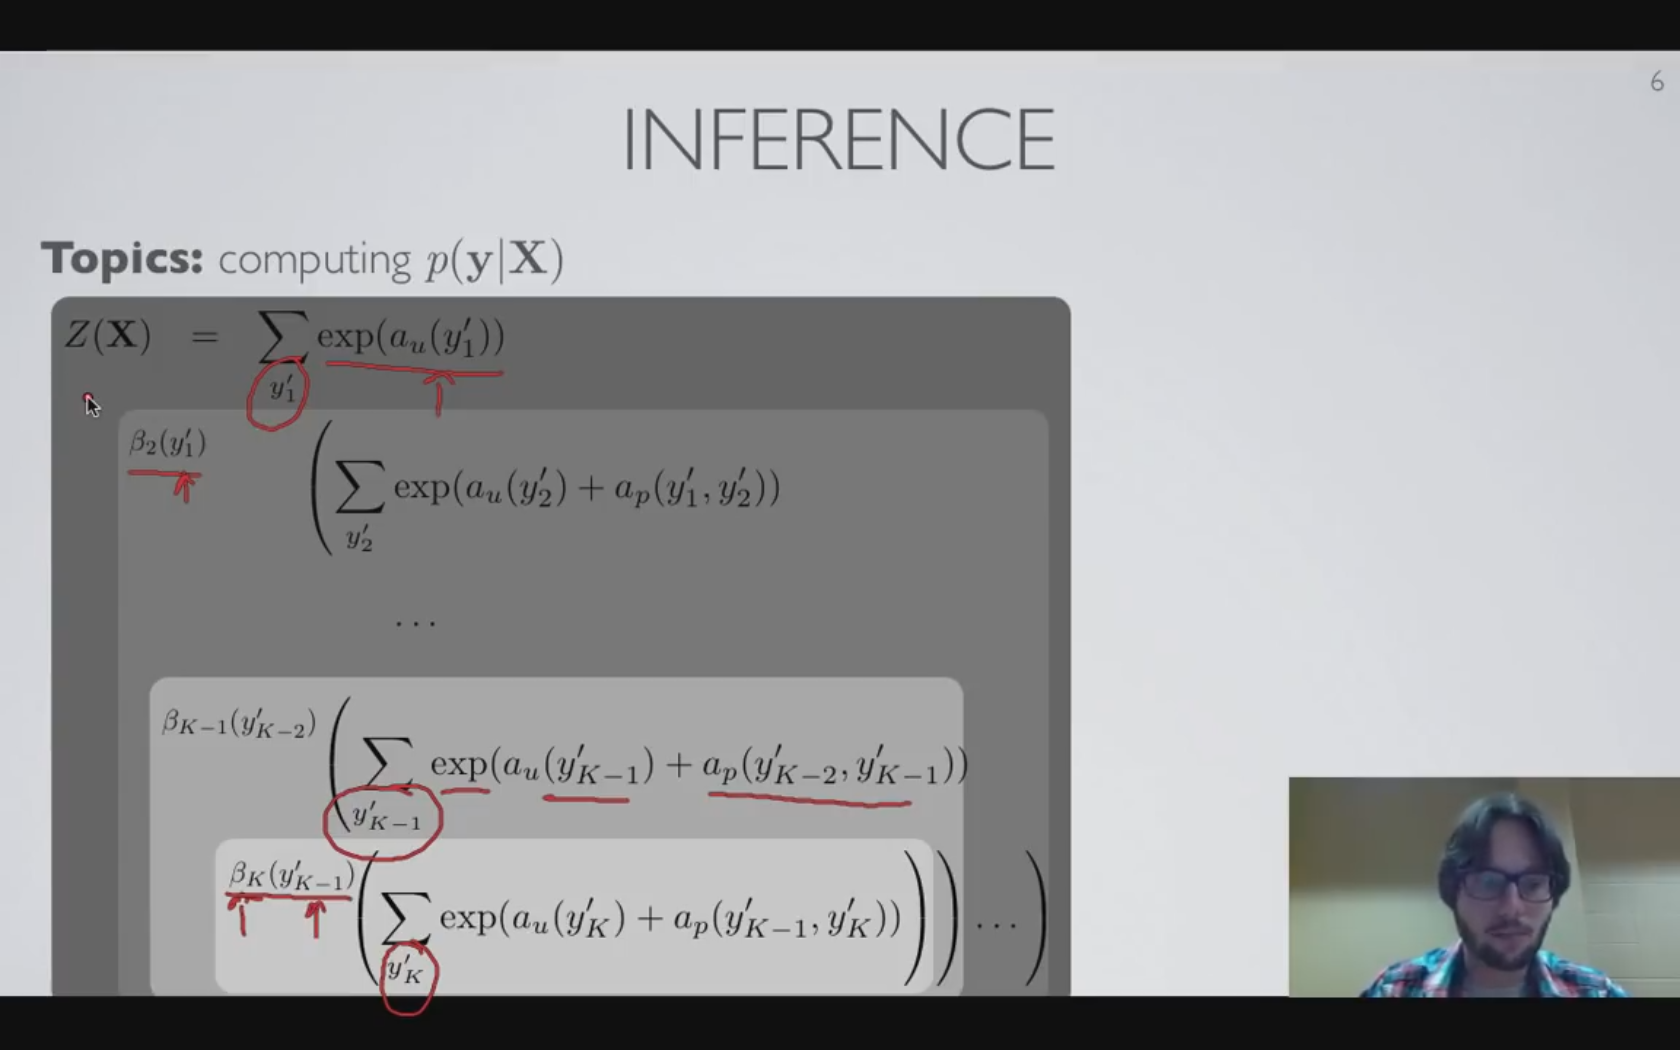 6
INFERENCE
Topics: computing p(y|X)
Z(X) = ∑ exp(a_u(y′_1))
y′_1
β_2(y′_1) ( ∑ exp(a_u(y′_2) + a_p(y′_1, y′_2))
y′_2
...
β_{K−1}(y′_{K−2}) ( ∑ exp(a_u(y′_{K−1}) + a_p(y′_{K−2}, y′_{K−1}))
y′_{K−1}
β_K(y′_{K−1}) ( ∑ exp(a_u(y′_K) + a_p(y′_{K−1}, y′_K)) ) ) ... )
y′_K